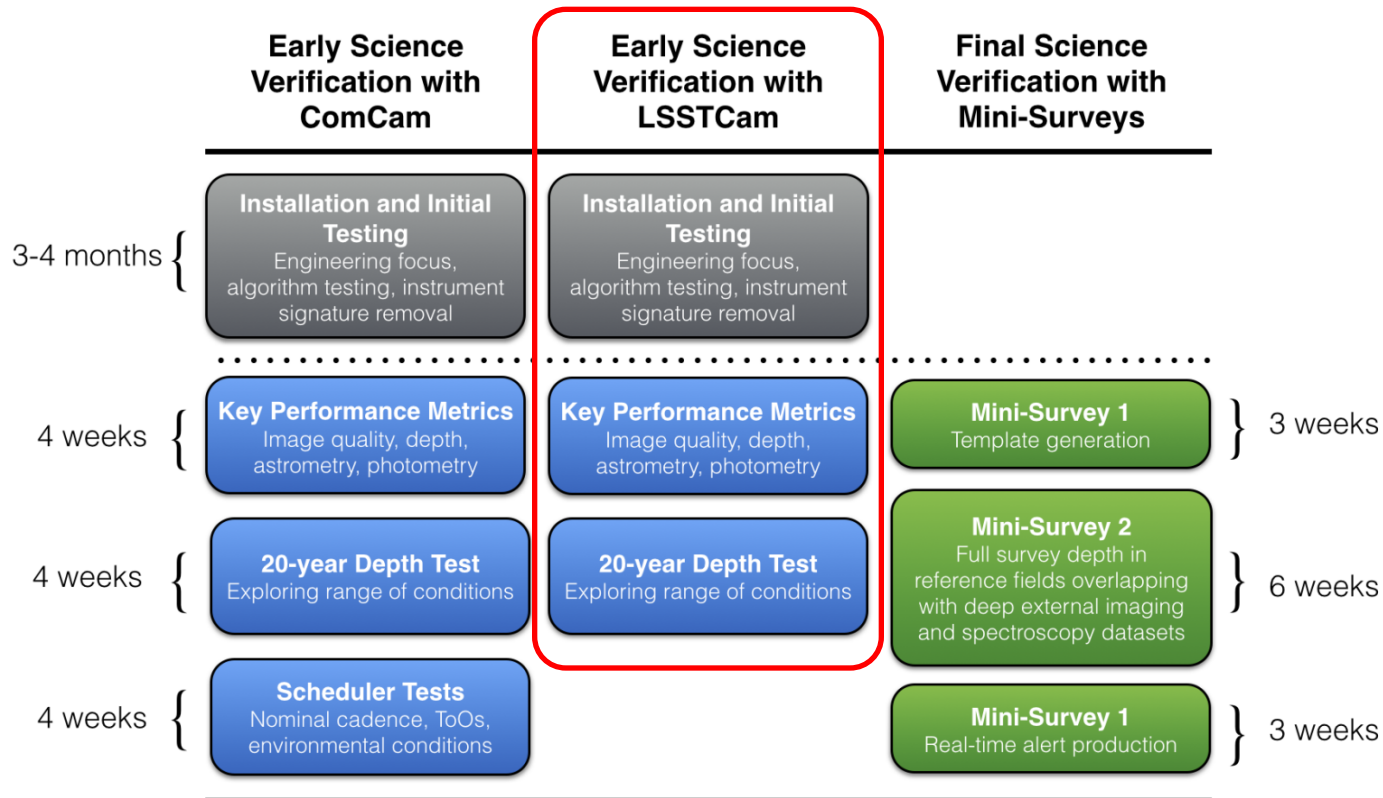 Early Science
Verification with
ComCam
Early Science
Verification with
LSSTCam
Final Science
Verification with
Mini-Surveys
3-4 months {
Installation and Initial
Testing
Engineering focus,
algorithm testing, instrument
signature removal
Installation and Initial
Testing
Engineering focus,
algorithm testing, instrument
signature removal
4 weeks {
Key Performance Metrics
Image quality, depth,
astrometry, photometry
Key Performance Metrics
Image quality, depth,
astrometry, photometry
Mini-Survey 1
Template generation
} 3 weeks
4 weeks {
20-year Depth Test
Exploring range of conditions
20-year Depth Test
Exploring range of conditions
Mini-Survey 2
Full survey depth in
reference fields overlapping
with deep external imaging
and spectroscopy datasets
} 6 weeks
4 weeks {
Scheduler Tests
Nominal cadence, ToOs,
environmental conditions
Mini-Survey 1
Real-time alert production
} 3 weeks